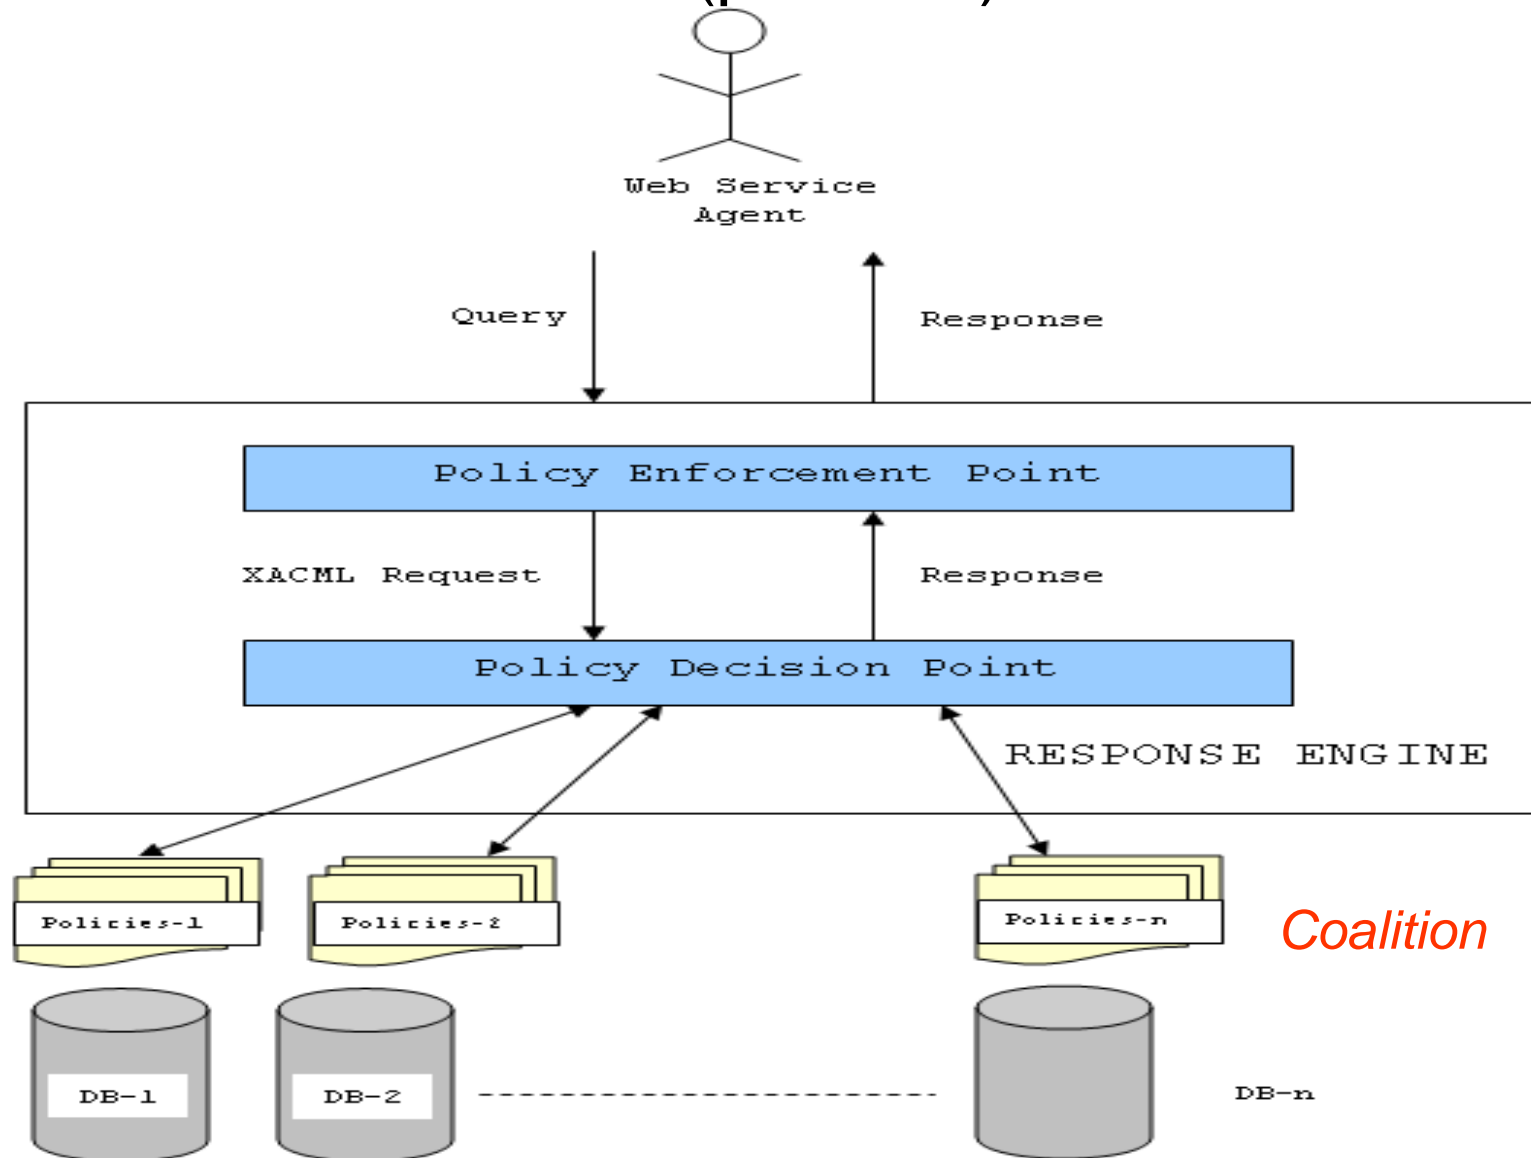 Web Service
Agent
Query
Response
Policy Enforcement Point
XACML Request
Response
Policy Decision Point
RESPONSE ENGINE
Policies-1
Policies-2
Policies-n
Coalition
DB-1
DB-2
DB-n